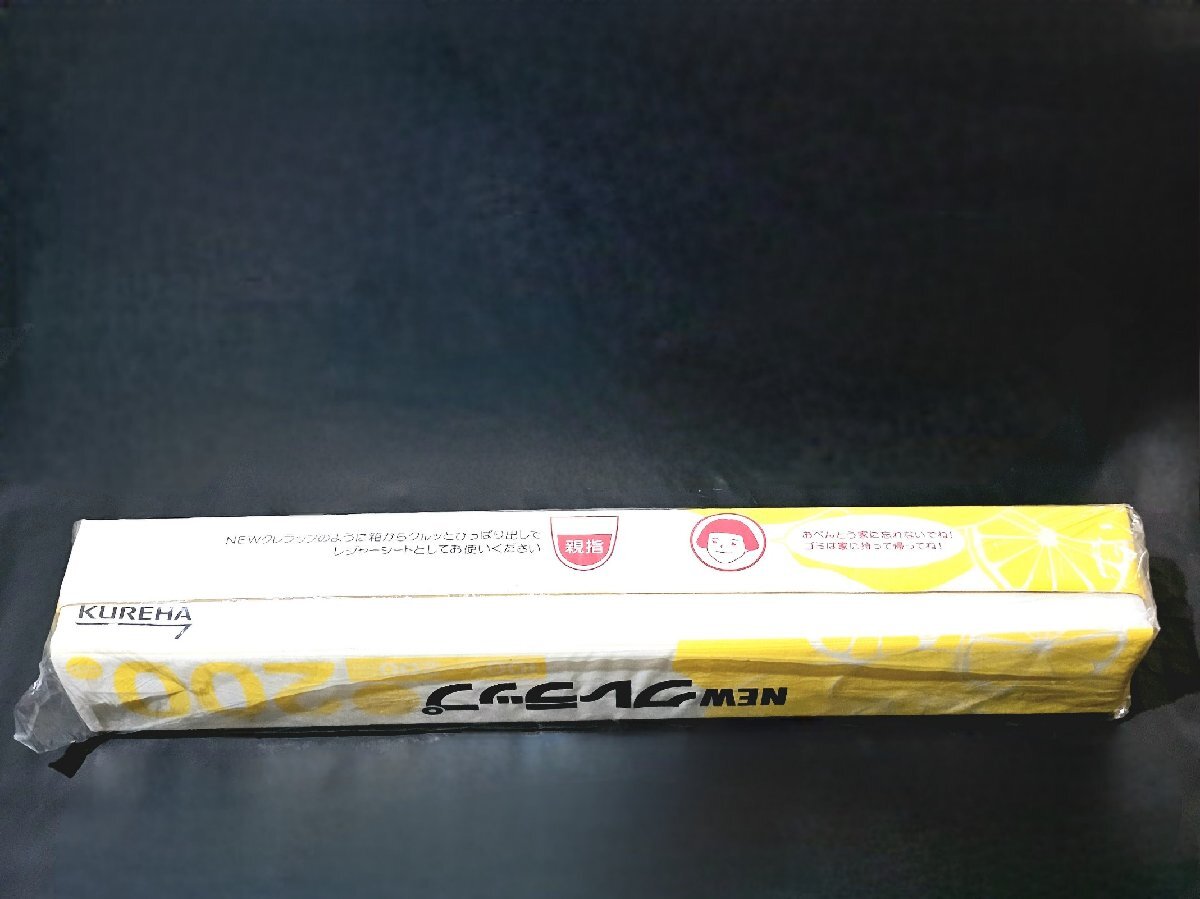 NEWクレラップのように箱からクルッとひっぱり出して
レジャーシートとしてお使いください
親指
おべんとう家に忘れないでね!
ゴミは家に持って帰ってね!
KUREHA
NEWクレラップ